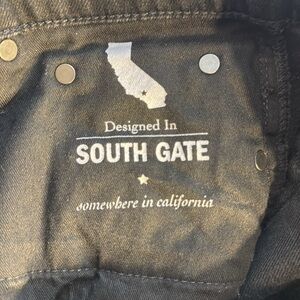 Designed In
SOUTH GATE
somewhere in california